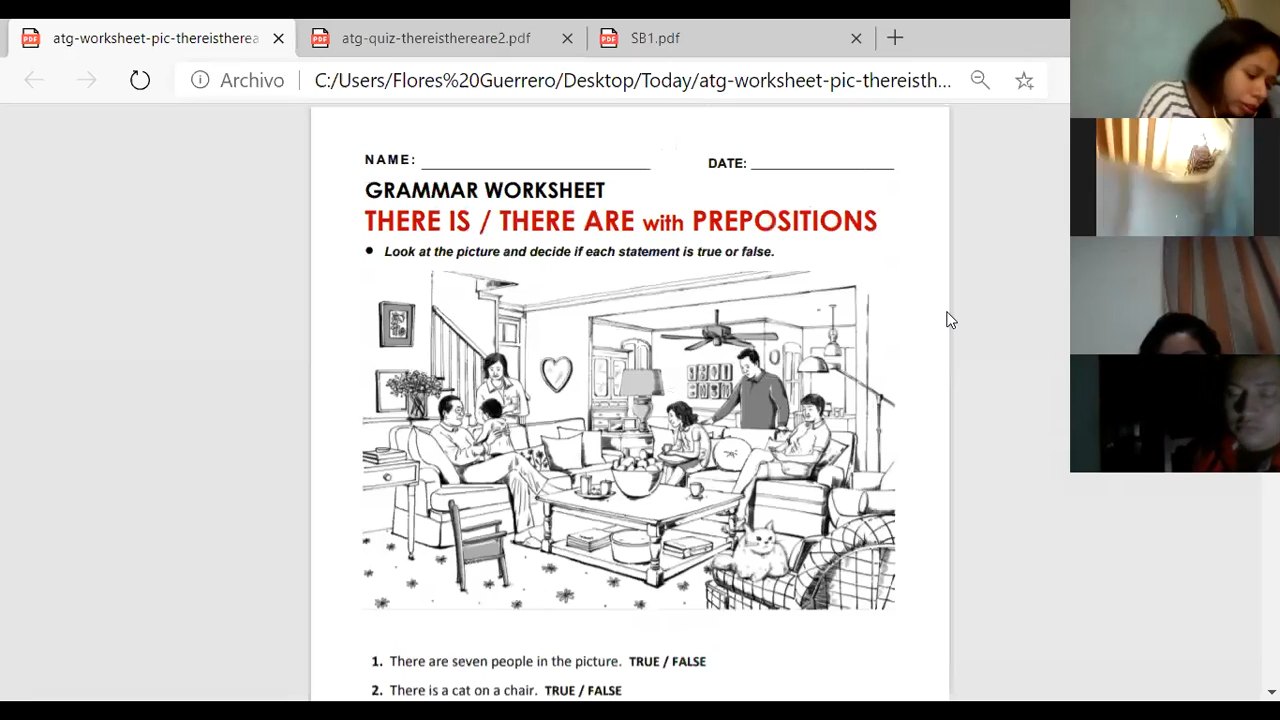 atg-worksheet-pic-thereistherea
atg-quiz-thereisthereare2.pdf
SB1.pdf
Archivo
C:/Users/Flores%20Guerrero/Desktop/Today/atg-worksheet-pic-thereisth...
NAME: DATE:
GRAMMAR WORKSHEET
THERE IS / THERE ARE with PREPOSITIONS
• Look at the picture and decide if each statement is true or false.
1. There are seven people in the picture. TRUE / FALSE
2. There is a cat on a chair. TRUE / FALSE